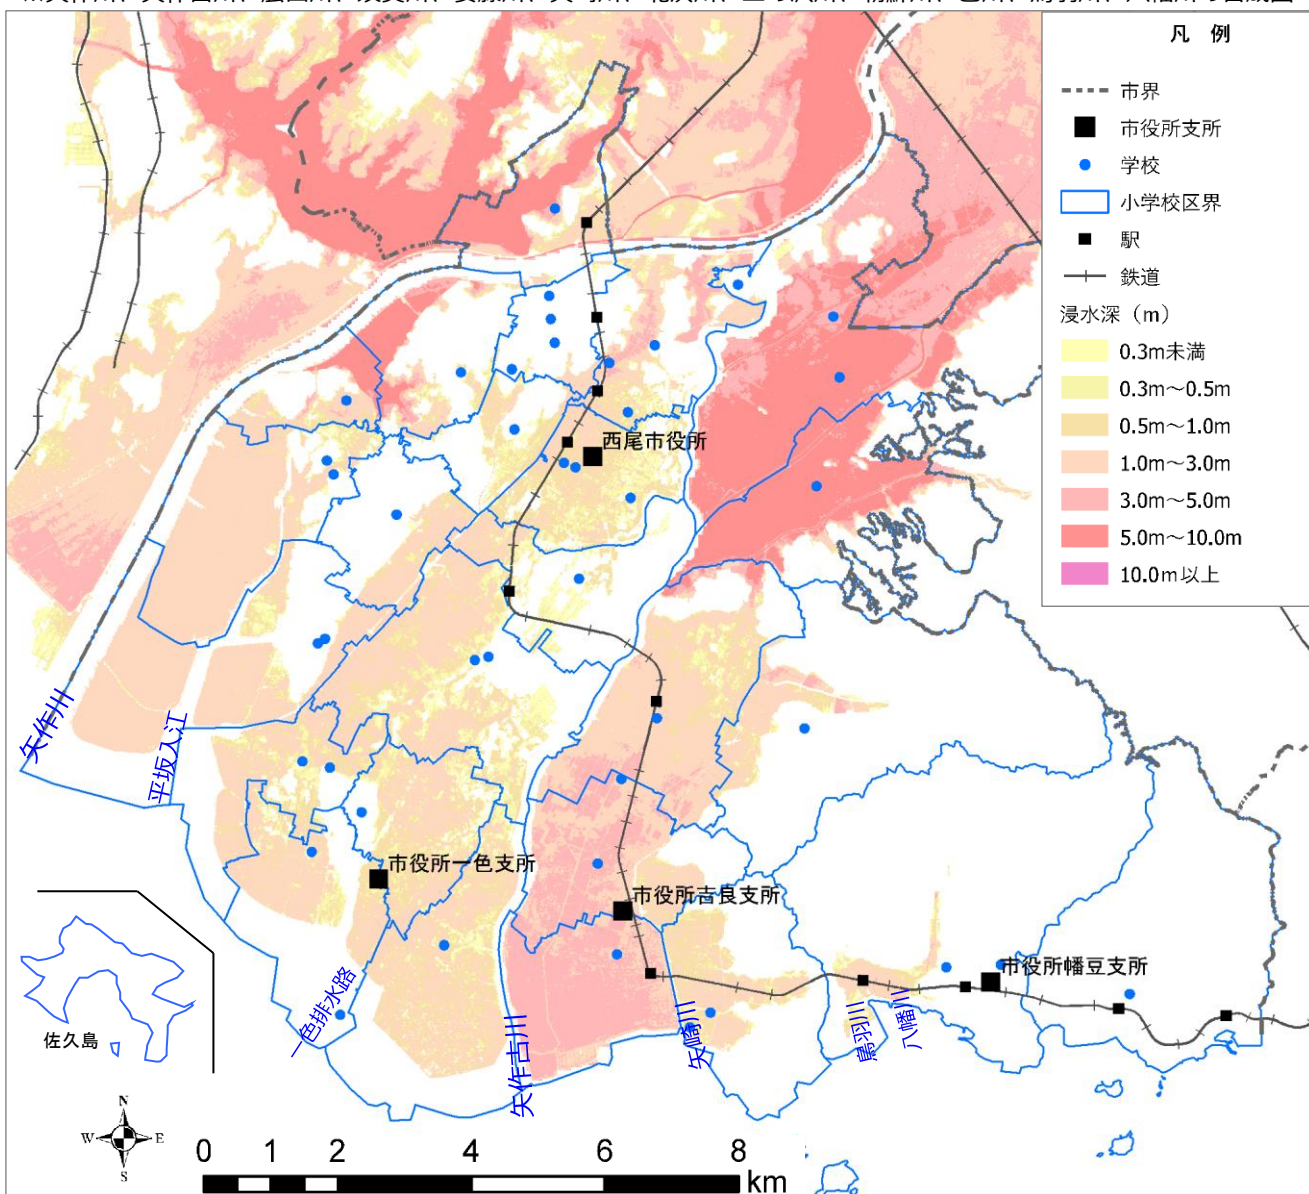 凡 例
市界
市役所支所
学校
小学校区界
駅
鉄道
浸水深（m）
0.3m未満
0.3m～0.5m
0.5m～1.0m
1.0m～3.0m
3.0m～5.0m
5.0m～10.0m
10.0m以上
西尾市役所
矢作川
平坂入江
市役所一色支所
市役所吉良支所
市役所幡豆支所
一色排水路
矢作古川
矢崎川
鳥羽川
八幡川
佐久島
N
W E
S
0 1 2 4 6 8
km